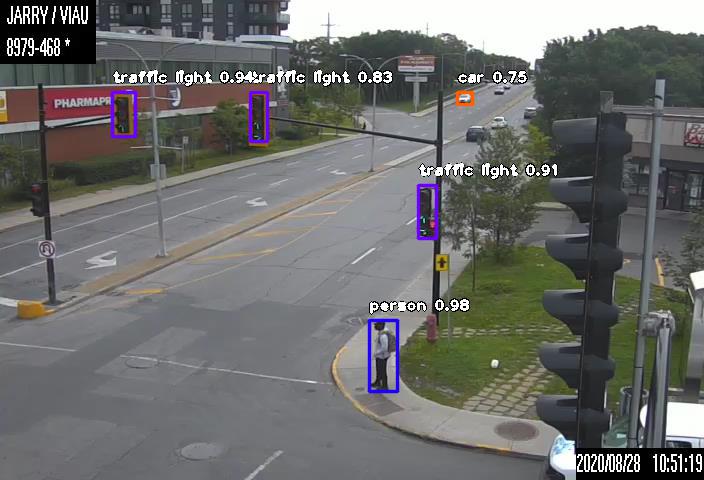 JARRY / VIAU
8979-468 *
traffic light 0.94
traffic light 0.83
car 0.75
PHARMAPR
traffic light 0.91
person 0.98
2020/08/28 10:51:19